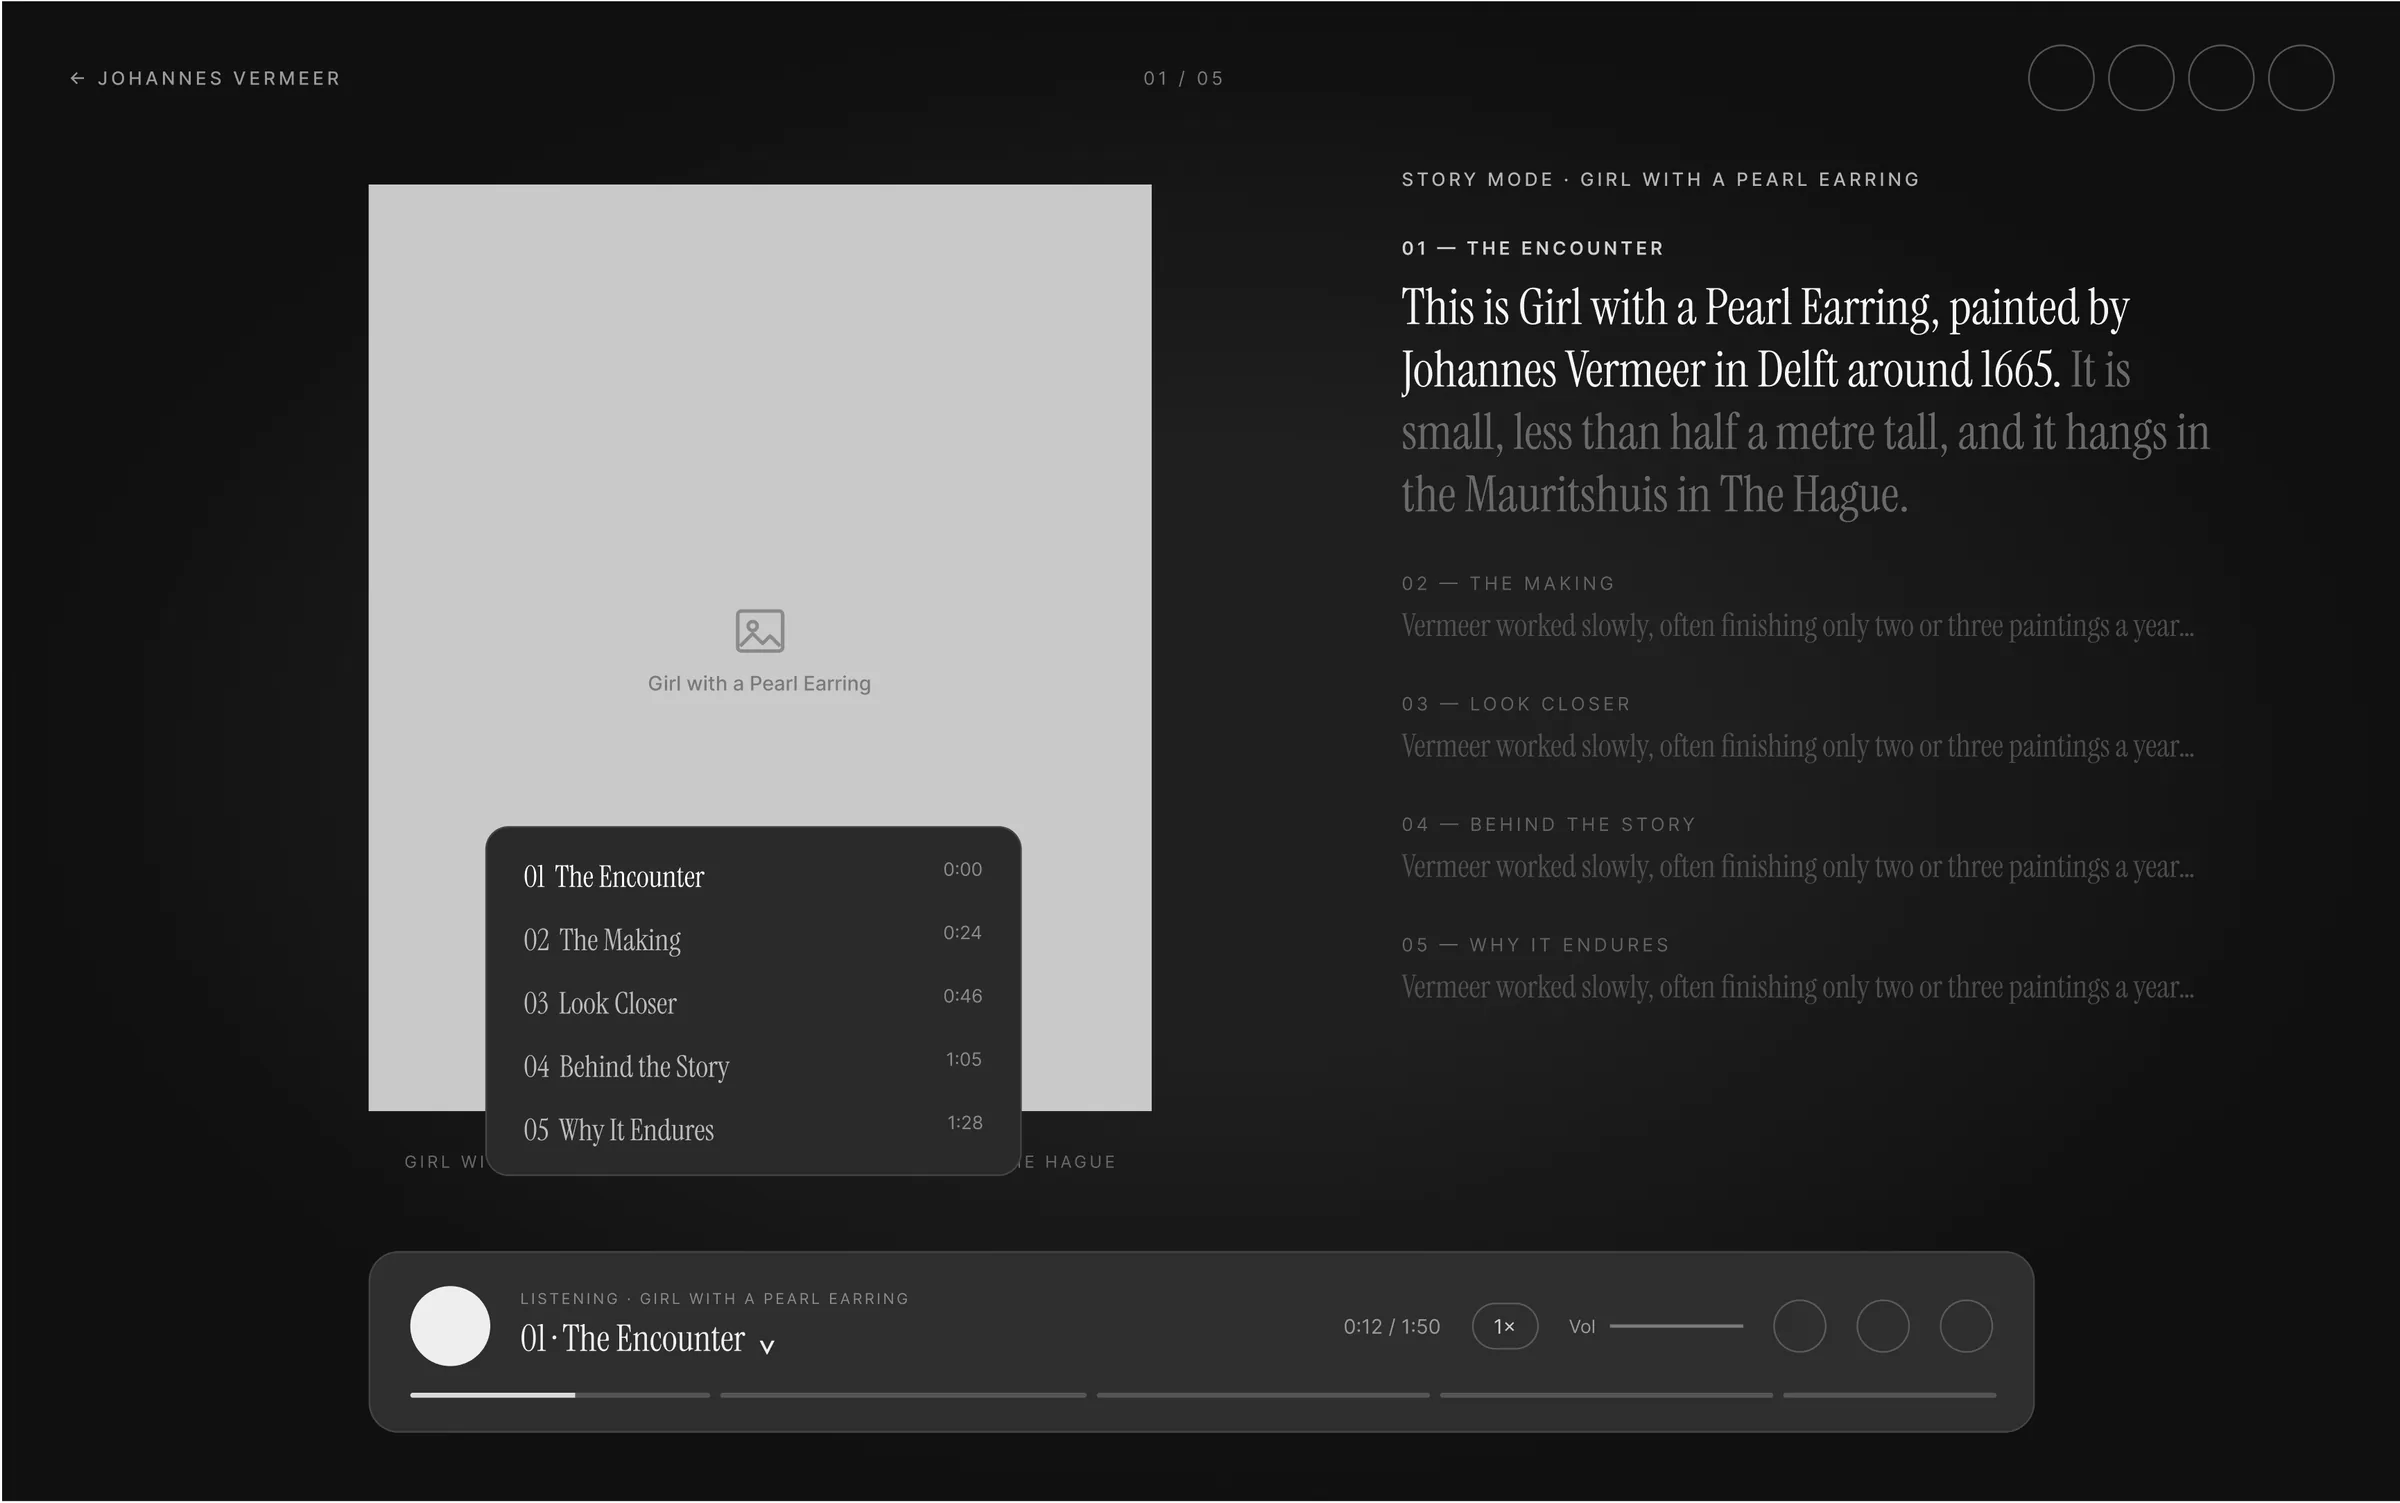 ← JOHANNES VERMEER
01 / 05
STORY MODE · GIRL WITH A PEARL EARRING
01 — THE ENCOUNTER
This is Girl with a Pearl Earring, painted by
Johannes Vermeer in Delft around 1665. It is
small, less than half a metre tall, and it hangs in
the Mauritshuis in The Hague.
02 — THE MAKING
Vermeer worked slowly, often finishing only two or three paintings a year...
03 — LOOK CLOSER
Vermeer worked slowly, often finishing only two or three paintings a year...
04 — BEHIND THE STORY
Vermeer worked slowly, often finishing only two or three paintings a year...
05 — WHY IT ENDURES
Vermeer worked slowly, often finishing only two or three paintings a year...
Girl with a Pearl Earring
01 The Encounter 0:00
02 The Making 0:24
03 Look Closer 0:46
04 Behind the Story 1:05
05 Why It Endures 1:28
GIRL HAGUE
LISTENING · GIRL WITH A PEARL EARRING
01 · The Encounter
0:12 / 1:50
1×
Vol